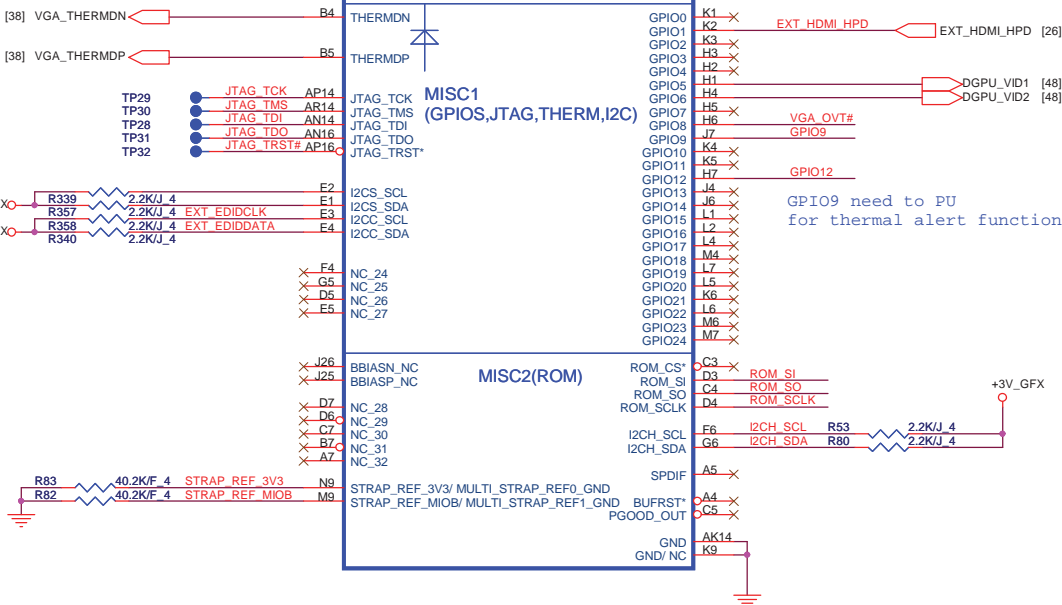 [38] VGA_THERMDN B4 THERMDN
[38] VGA_THERMDP B5 THERMDP
TP29 JTAG_TCK AP14 JTAG_TCK
TP30 JTAG_TMS AR14 JTAG_TMS
TP28 JTAG_TDI AN14 JTAG_TDI
TP31 JTAG_TDO AN16 JTAG_TDO
TP32 JTAG_TRST# AP16 JTAG_TRST*
MISC1
(GPIOS,JTAG,THERM,I2C)
R339 2.2K/J_4 E2 I2CS_SCL
X
R357 2.2K/J_4 E1 I2CS_SDA
EXT_EDIDCLK E3 I2CC_SCL
X
R358 2.2K/J_4 EXT_EDIDDATA E4 I2CC_SDA
R340 2.2K/J_4
F4 NC_24
G5 NC_25
D5 NC_26
E5 NC_27
GPIO0 K1
GPIO1 K2 EXT_HDMI_HPD EXT_HDMI_HPD [26]
GPIO2 K3
GPIO3 H3
GPIO4 H2
GPIO5 H1 DGPU_VID1 [48]
GPIO6 H4 DGPU_VID2 [48]
GPIO7 H5
GPIO8 H6 VGA_OVT#
GPIO9 J7 GPIO9
GPIO10 K4
GPIO11 K5
GPIO12 H7 GPIO12
GPIO13 J4
GPIO14 J6
GPIO15 L1
GPIO16 L2
GPIO17 L4
GPIO18 M4
GPIO19 L7
GPIO20 L5
GPIO21 K6
GPIO22 L6
GPIO23 M6
GPIO24 M7
GPIO9 need to PU
for thermal alert function
J26 BBIASN_NC
J25 BBIASP_NC
MISC2(ROM)
D7 NC_28
D6 NC_29
C7 NC_30
B7 NC_31
A7 NC_32
R83 40.2K/F_4 STRAP_REF_3V3 N9 STRAP_REF_3V3/ MULTI_STRAP_REF0_GND
R82 40.2K/F_4 STRAP_REF_MIOB M9 STRAP_REF_MIOB/ MULTI_STRAP_REF1_GND
ROM_CS* C3
ROM_SI D3 ROM_SI
ROM_SO C4 ROM_SO
ROM_SCLK D4 ROM_SCLK
+3V_GFX
I2CH_SCL F6 I2CH_SCL R53 2.2K/J_4
I2CH_SDA G6 I2CH_SDA R80 2.2K/J_4
SPDIF A5
BUFRST* A4
PGOOD_OUT C5
GND AK14
GND/ NC K9